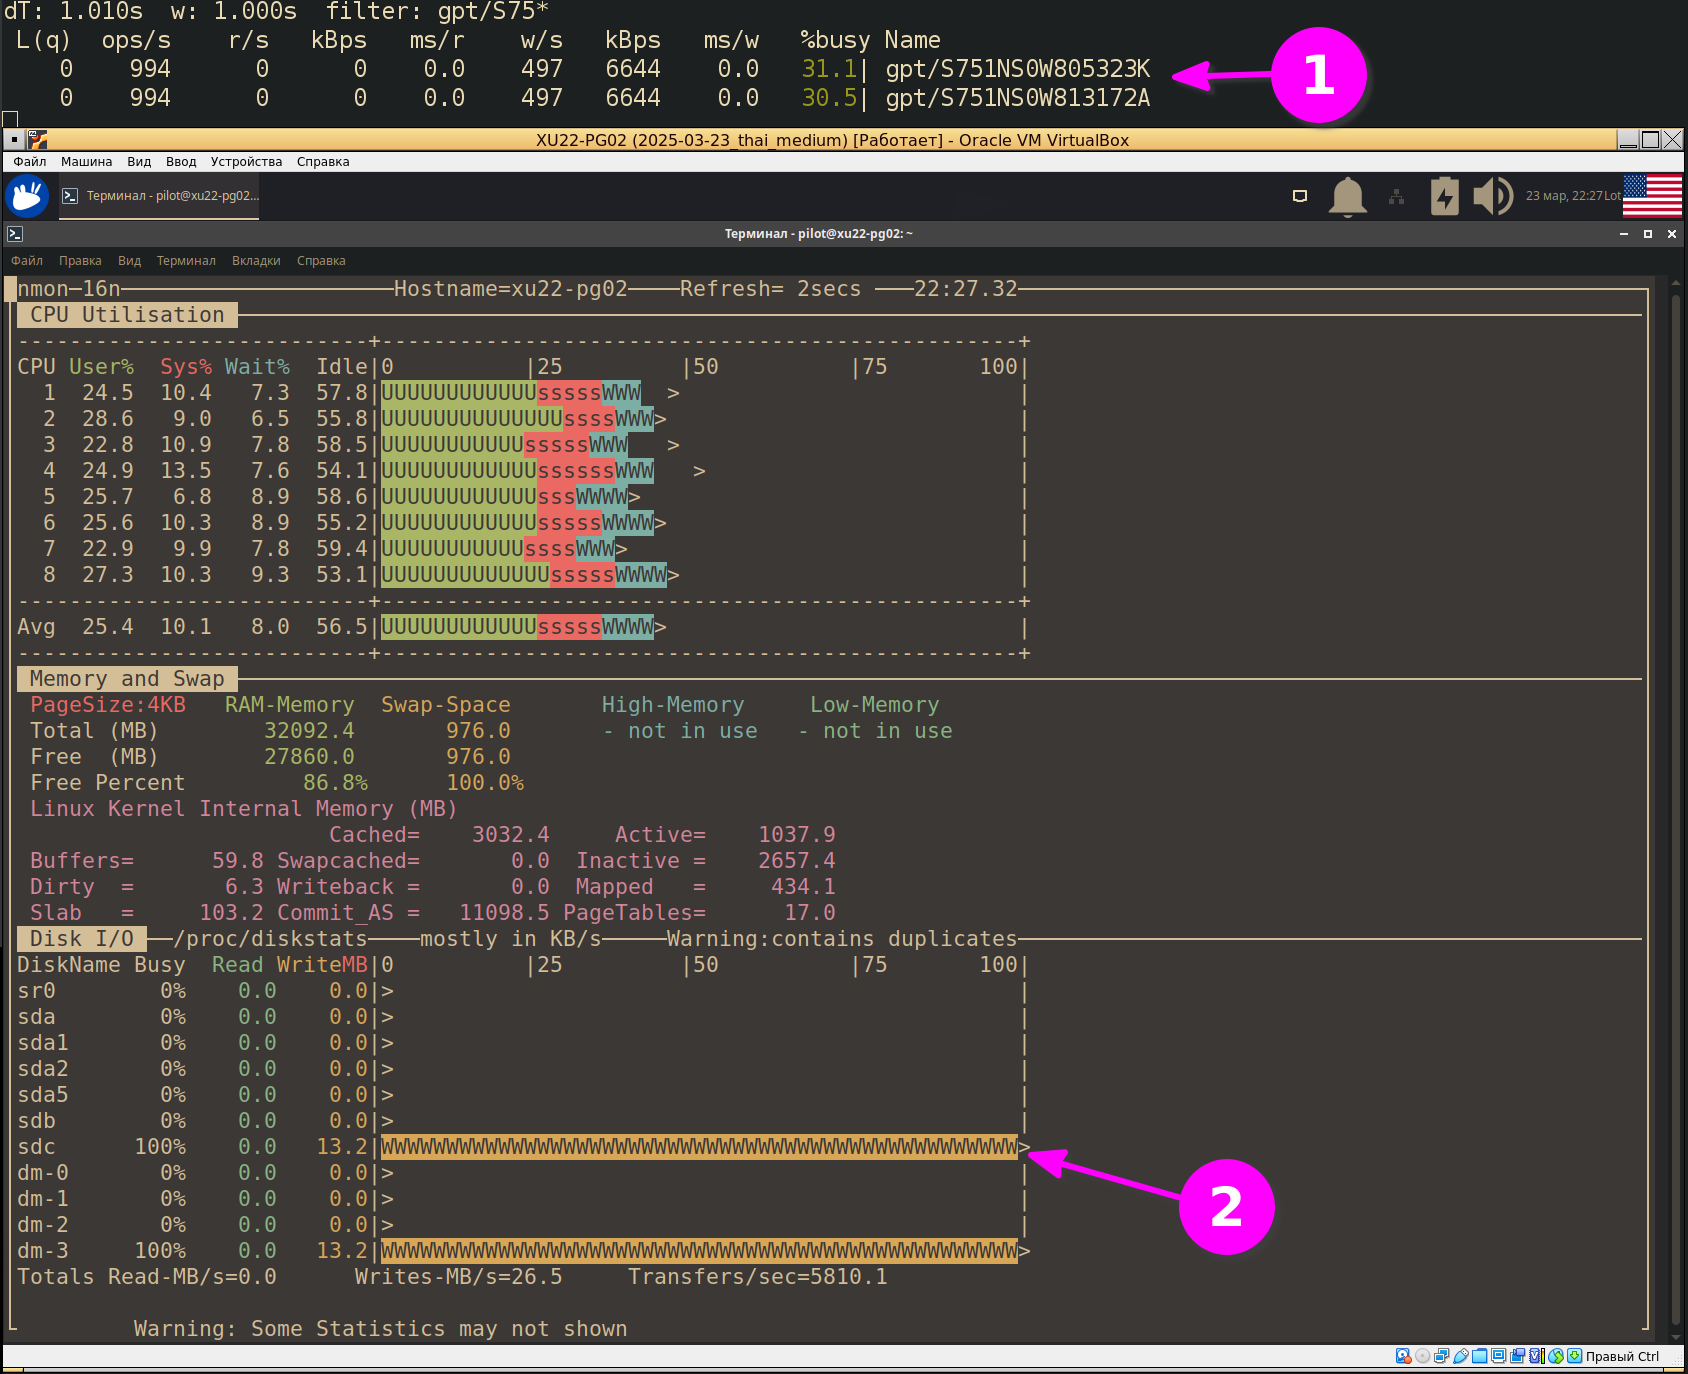 dT: 1.010s  w: 1.000s  filter: gpt/S75*
L(q)  ops/s    r/s   kBps   ms/r    w/s   kBps   ms/w   %busy Name
0    994      0      0    0.0    497   6644    0.0    31.1| gpt/S751NS0W805323K
0    994      0      0    0.0    497   6644    0.0    30.5| gpt/S751NS0W813172A
1
XU22-PG02 (2025-03-23_thai_medium) [Работает] - Oracle VM VirtualBox
Файл Машина Вид Ввод Устройства Справка
Терминал - pilot@xu22-pg02...
23 мар, 22:27 Lot
Терминал - pilot@xu22-pg02: ~
Файл Правка Вид Терминал Вкладки Справка
nmon─16n─────────────────────Hostname=xu22-pg02────Refresh= 2secs ───22:27.32
CPU Utilisation
---------------------------+-------------------------------------------------+
CPU User%  Sys% Wait%  Idle|0          |25         |50          |75       100|
1  24.5  10.4   7.3  57.8|UUUUUUUUUUUUsssssWWW  >                          |
2  28.6   9.0   6.5  55.8|UUUUUUUUUUUUUUssssWWW>                           |
3  22.8  10.9   7.8  58.5|UUUUUUUUUUUsssssWWW   >                          |
4  24.9  13.5   7.6  54.1|UUUUUUUUUUUUssssssWWW   >                        |
5  25.7   6.8   8.9  58.6|UUUUUUUUUUUUsssWWWW>                             |
6  25.6  10.3   8.9  55.2|UUUUUUUUUUUUsssssWWWW>                           |
7  22.9   9.9   7.8  59.4|UUUUUUUUUUUssssWWW>                              |
8  27.3  10.3   9.3  53.1|UUUUUUUUUUUUUsssssWWWW>                          |
---------------------------+-------------------------------------------------+
Avg  25.4  10.1   8.0  56.5|UUUUUUUUUUUUsssssWWWW>                           |
---------------------------+-------------------------------------------------+
Memory and Swap
PageSize:4KB   RAM-Memory  Swap-Space       High-Memory     Low-Memory
Total (MB)        32092.4       976.0       - not in use   - not in use
Free  (MB)        27860.0       976.0
Free Percent         86.8%      100.0%
Linux Kernel Internal Memory (MB)
Cached=    3032.4     Active=    1037.9
Buffers=      59.8 Swapcached=       0.0  Inactive =     2657.4
Dirty  =       6.3 Writeback =       0.0  Mapped   =     434.1
Slab   =     103.2 Commit_AS =   11098.5 PageTables=      17.0
Disk I/O ──/proc/diskstats────mostly in KB/s─────Warning:contains duplicates
DiskName Busy  Read WriteMB|0          |25         |50          |75       100|
sr0        0%    0.0    0.0|>                                                |
sda        0%    0.0    0.0|>                                                |
sda1       0%    0.0    0.0|>                                                |
sda2       0%    0.0    0.0|>                                                |
sda5       0%    0.0    0.0|>                                                |
sdb        0%    0.0    0.0|>                                                |
sdc      100%    0.0   13.2|WWWWWWWWWWWWWWWWWWWWWWWWWWWWWWWWWWWWWWWWWWWWWWWWW>
dm-0       0%    0.0    0.0|>                                                |
dm-1       0%    0.0    0.0|>                                                |
dm-2       0%    0.0    0.0|>                                                |
2
dm-3     100%    0.0   13.2|WWWWWWWWWWWWWWWWWWWWWWWWWWWWWWWWWWWWWWWWWWWWWWWWW>
Totals Read-MB/s=0.0      Writes-MB/s=26.5     Transfers/sec=5810.1
Warning: Some Statistics may not shown
Правый Ctrl